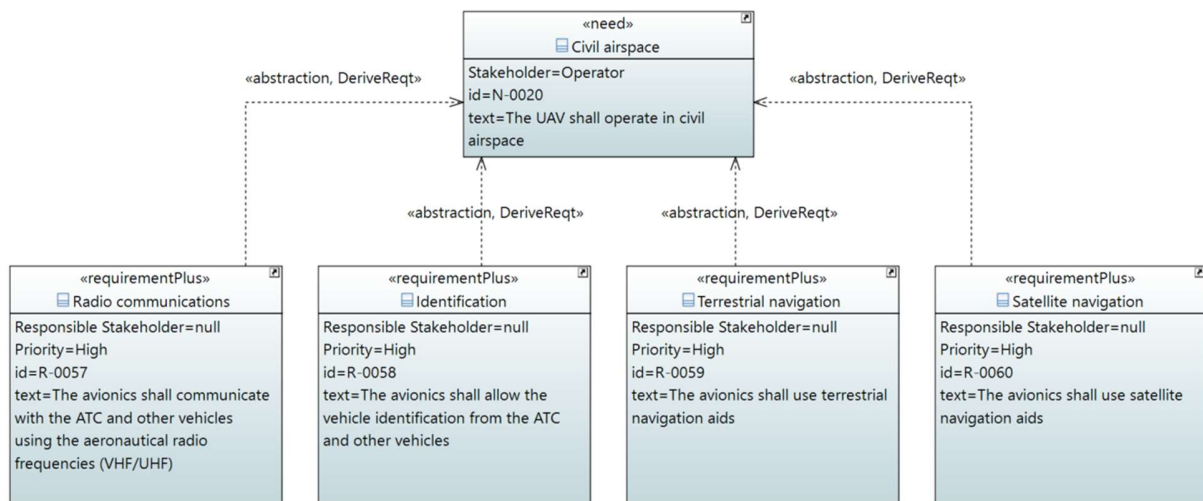 «need»
Civil airspace
Stakeholder=Operator
id=N-0020
text=The UAV shall operate in civil
airspace
«abstraction, DeriveReqt»
«abstraction, DeriveReqt»
«abstraction, DeriveReqt»
«abstraction, DeriveReqt»
«requirementPlus»
Radio communications
Responsible Stakeholder=null
Priority=High
id=R-0057
text=The avionics shall communicate
with the ATC and other vehicles
using the aeronautical radio
frequencies (VHF/UHF)
«requirementPlus»
Identification
Responsible Stakeholder=null
Priority=High
id=R-0058
text=The avionics shall allow the
vehicle identification from the ATC
and other vehicles
«requirementPlus»
Terrestrial navigation
Responsible Stakeholder=null
Priority=High
id=R-0059
text=The avionics shall use terrestrial
navigation aids
«requirementPlus»
Satellite navigation
Responsible Stakeholder=null
Priority=High
id=R-0060
text=The avionics shall use satellite
navigation aids